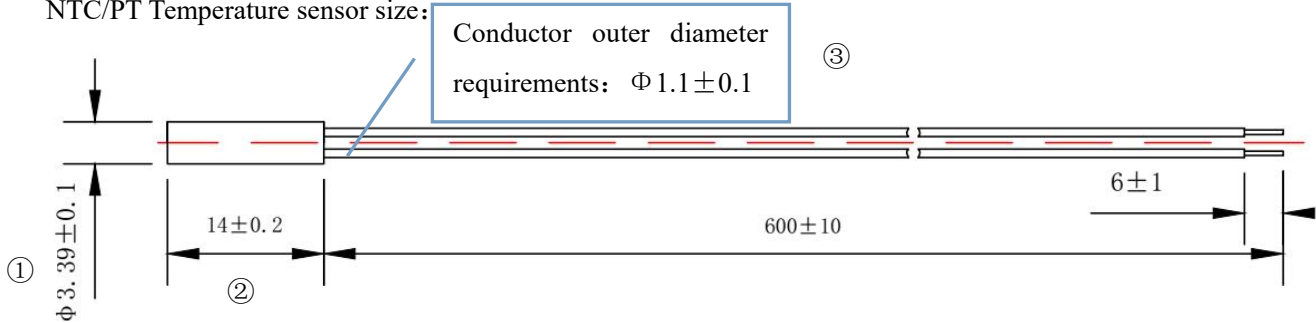 NTC/PT Temperature sensor size：
Conductor outer diameter
requirements： Φ1.1±0.1
③
6±1
14±0.2
600±10
Φ3.39±0.1
①
②